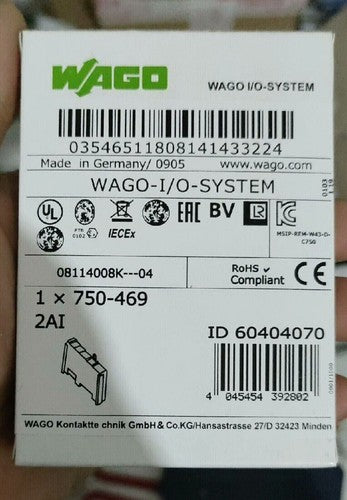 WAGO
WAGO I/O-SYSTEM
03546511808141433224
Made in Germany/ 0905 www.wago.com
WAGO-I/O-SYSTEM
UL EAC BV LR
IECEx
MSIP-REM-W43-D-
C750
08114008K---04
RoHS ✓
Compliant CE
1 × 750-469
2AI
ID 60404070
4 045454 392802
WAGO Kontaktte chnik GmbH & Co.KG/Hansastrasse 27/D 32423 Minden